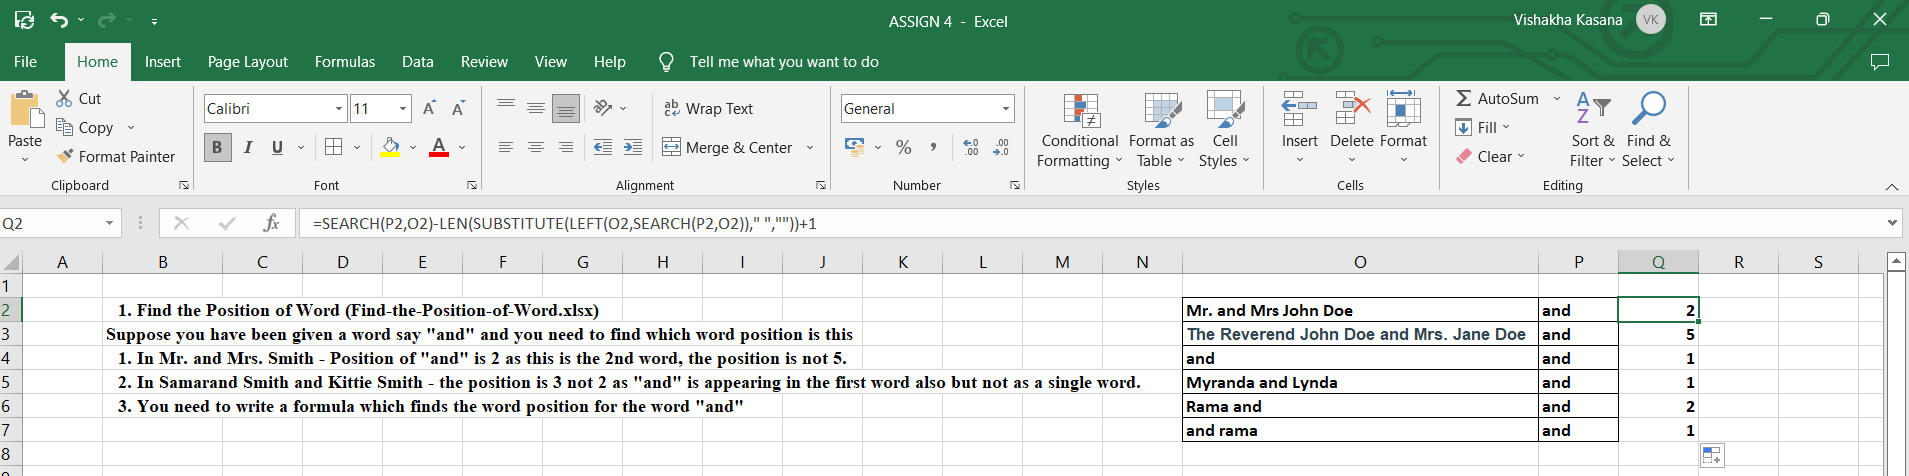 ASSIGN 4 - Excel
Vishakha Kasana VK
File Home Insert Page Layout Formulas Data Review View Help Tell me what you want to do
Paste
Cut
Copy
Format Painter
Clipboard
Calibri 11 A A
B I U A
Font
ab Wrap Text
Merge & Center
Alignment
General
% ,
←.0 .00 .00 →.0
Number
Conditional Formatting
Format as Table
Cell Styles
Styles
Insert Delete Format
Cells
AutoSum
Fill
Clear
Sort & Filter
Find & Select
Editing
Q2 fx =SEARCH(P2,O2)-LEN(SUBSTITUTE(LEFT(O2,SEARCH(P2,O2))," ",""))+1
A B C D E F G H I J K L M N O P Q R S
1
2 1. Find the Position of Word (Find-the-Position-of-Word.xlsx) Mr. and Mrs John Doe and 2
3 Suppose you have been given a word say "and" and you need to find which word position is this The Reverend John Doe and Mrs. Jane Doe and 5
4 1. In Mr. and Mrs. Smith - Position of "and" is 2 as this is the 2nd word, the position is not 5. and and 1
5 2. In Samarand Smith and Kittie Smith - the position is 3 not 2 as "and" is appearing in the first word also but not as a single word. Myranda and Lynda and 1
6 3. You need to write a formula which finds the word position for the word "and" Rama and and 2
7 and rama and 1
8